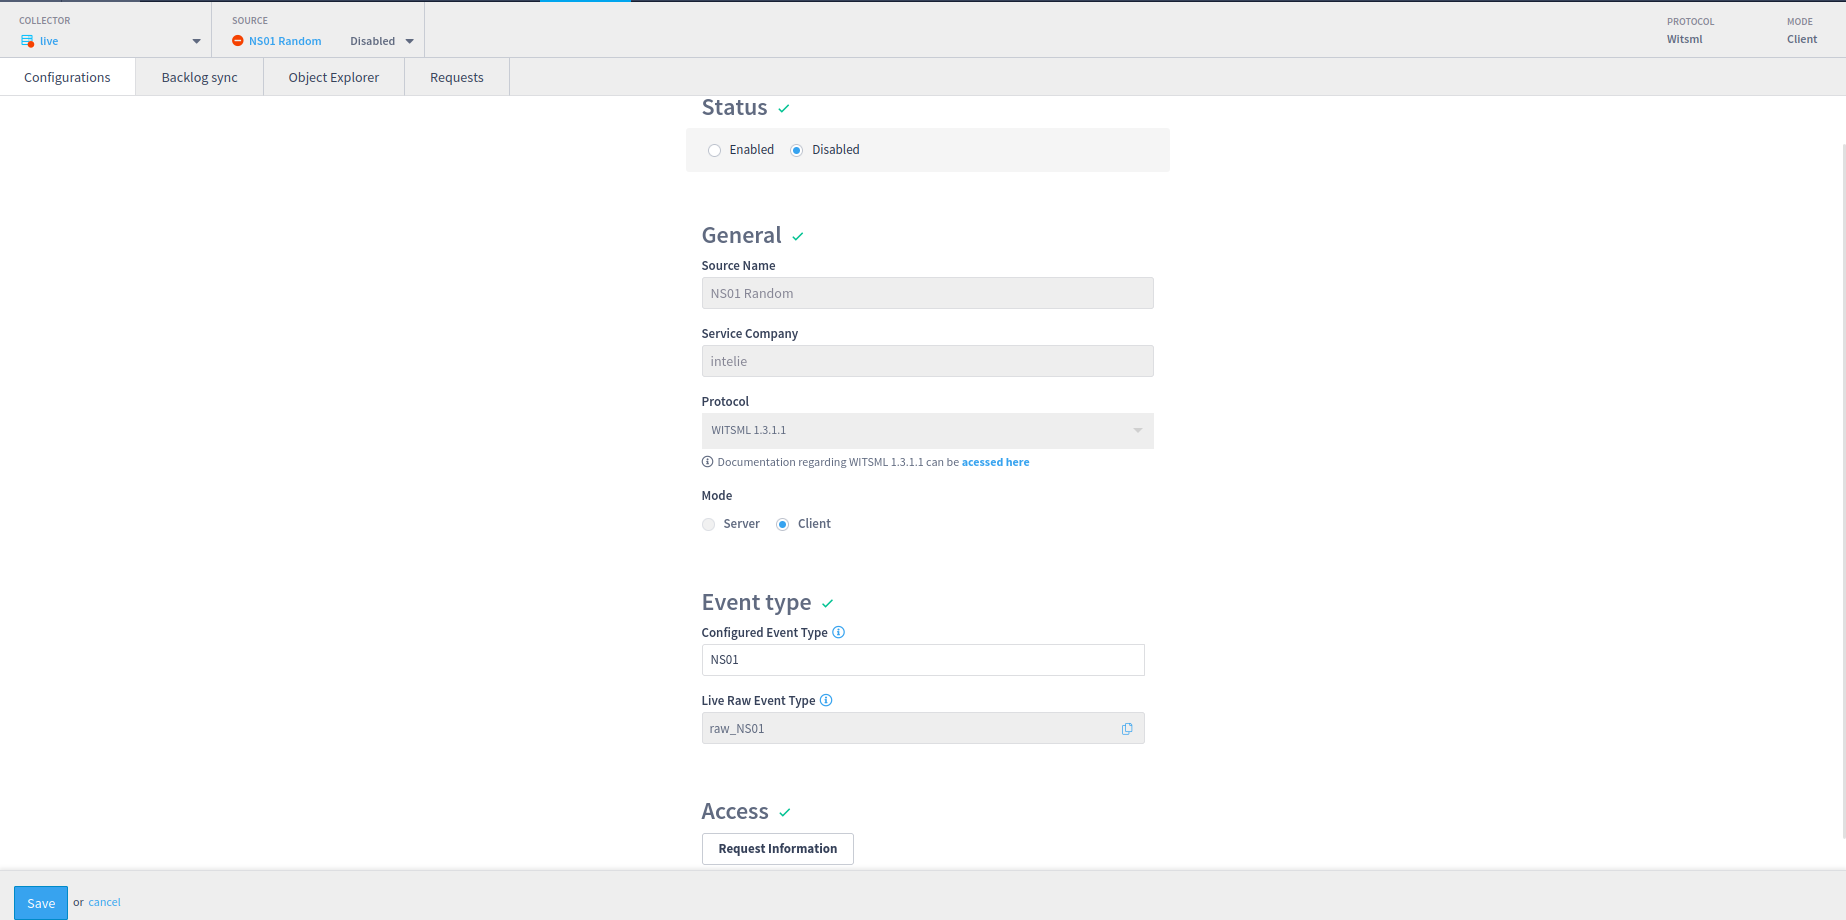 COLLECTOR
live
SOURCE
NS01 Random Disabled
PROTOCOL
Witsml
MODE
Client
Configurations Backlog sync Object Explorer Requests
Status
Enabled Disabled
General
Source Name
NS01 Random
Service Company
intelie
Protocol
WITSML 1.3.1.1
Documentation regarding WITSML 1.3.1.1 can be acessed here
Mode
Server Client
Event type
Configured Event Type
NS01
Live Raw Event Type
raw_NS01
Access
Request Information
Save or cancel